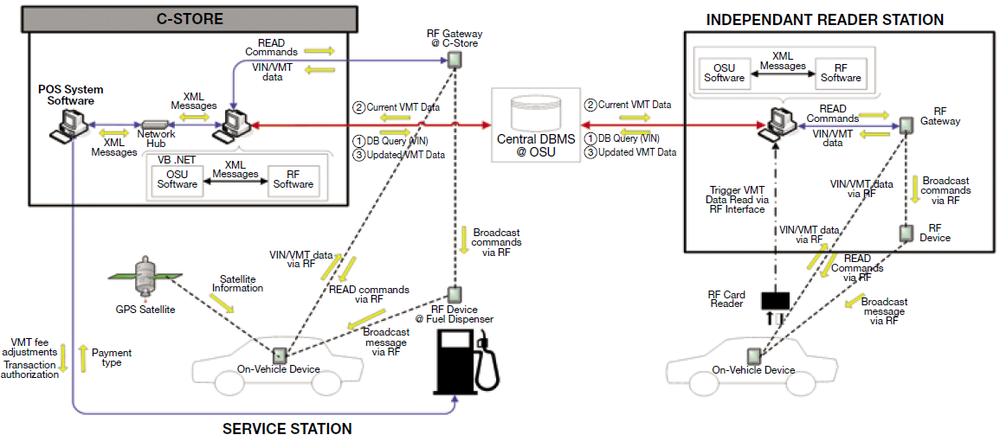 C-STORE
READ
Commands
VIN/VMT
data
RF Gateway
@ C-Store
POS System
Software
XML
Messages
Network
Hub
XML
Messages
VB .NET
OSU
Software
XML
Messages
RF
Software
② Current VMT Data
① DB Query (VIN)
③ Updated VMT Data
Central DBMS
@ OSU
② Current VMT Data
① DB Query (VIN)
③ Updated VMT Data
INDEPENDANT READER STATION
OSU
Software
XML
Messages
RF
Software
READ
Commands
VIN/VMT
data
RF
Gateway
Trigger VMT
Data Read via
RF Interface
VIN/VMT data
via RF
Broadcast
commands
via RF
VIN/VMT data
via RF
RF
Device
READ
Commands
via RF
RF Card
Reader
Broadcast
message
via RF
On-Vehicle Device
Broadcast
commands
via RF
VIN/VMT data
via RF
READ commands
via RF
Satellite
Information
GPS Satellite
RF Device
@ Fuel Dispenser
Broadcast
message
via RF
On-Vehicle Device
VMT fee
adjustments
Transaction
authorization
Payment
type
SERVICE STATION